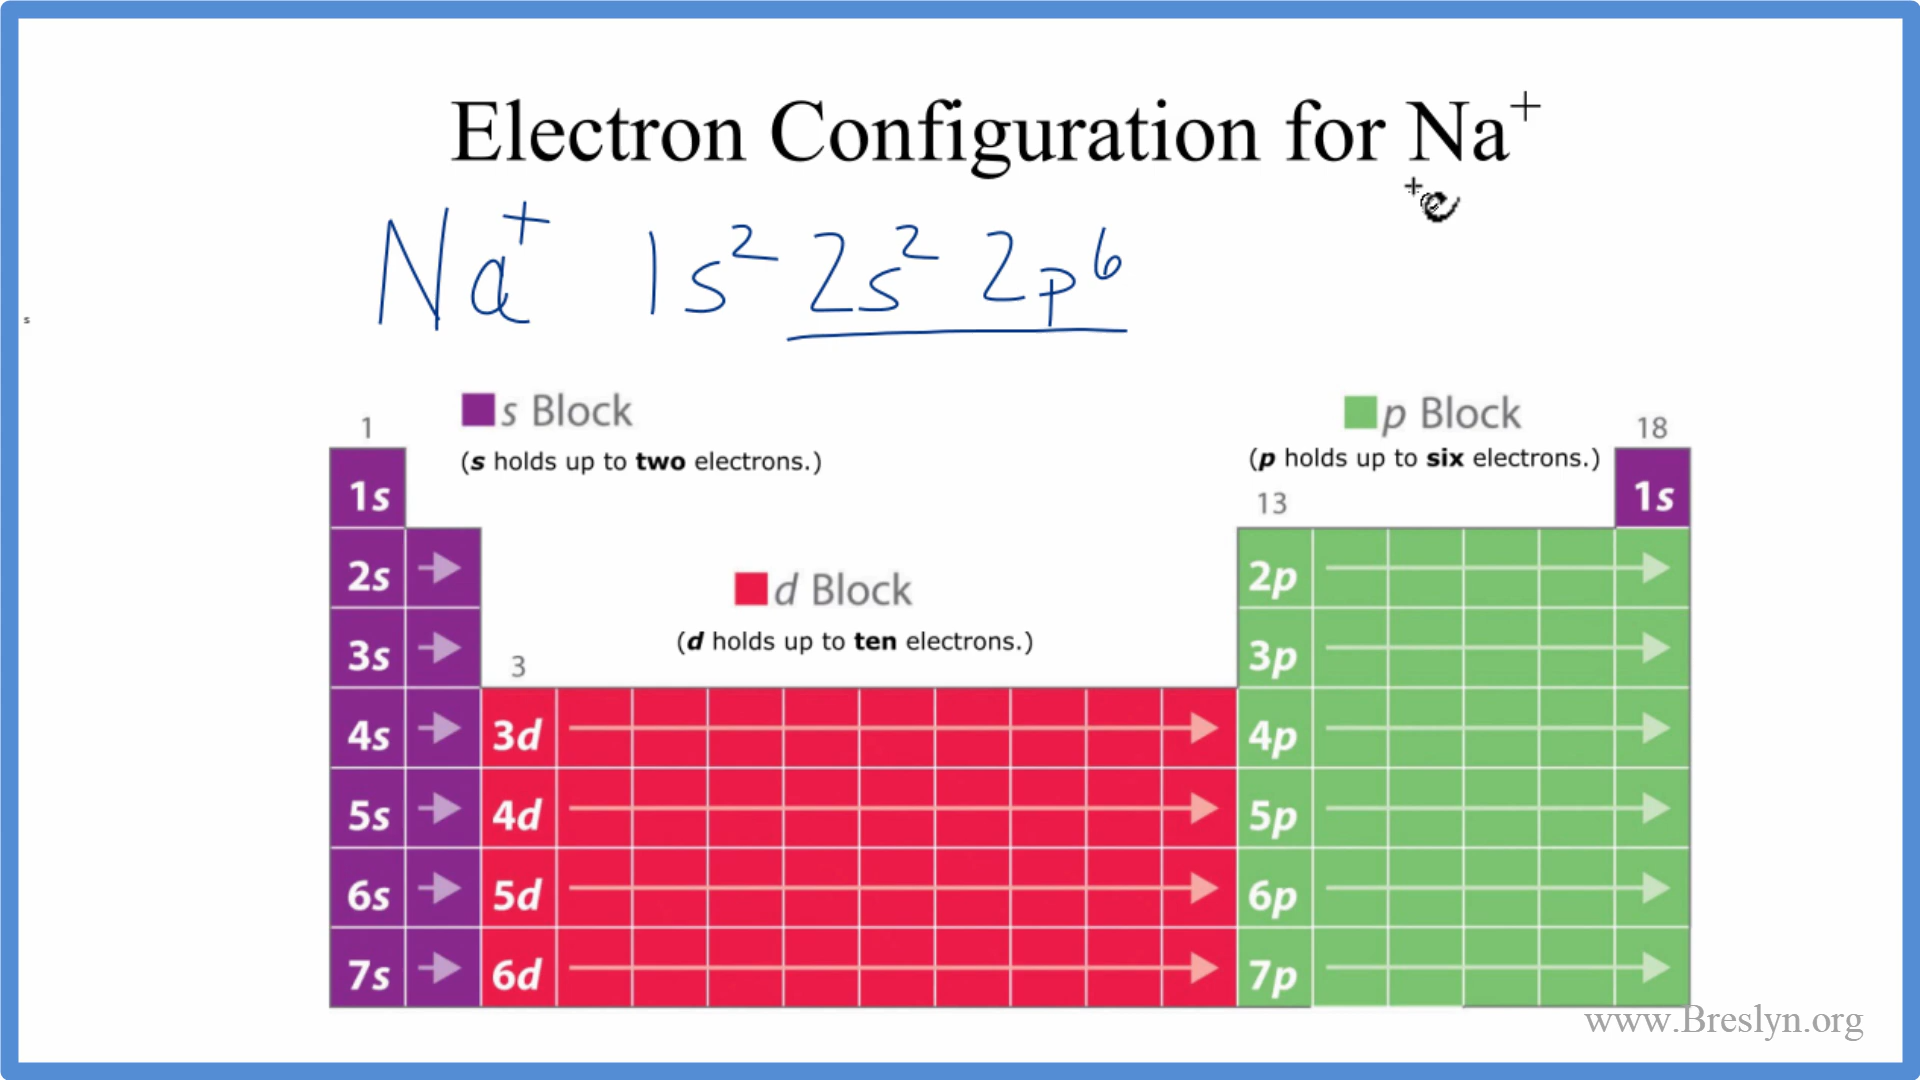 Electron Configuration for Na⁺
Na⁺ 1s² 2s² 2p⁶
s
s Block
(s holds up to two electrons.)
p Block
(p holds up to six electrons.)
1
18
13
d Block
(d holds up to ten electrons.)
3
1s 1s
2s 2p
3s 3p
4s 3d 4p
5s 4d 5p
6s 5d 6p
7s 6d 7p
www.Breslyn.org